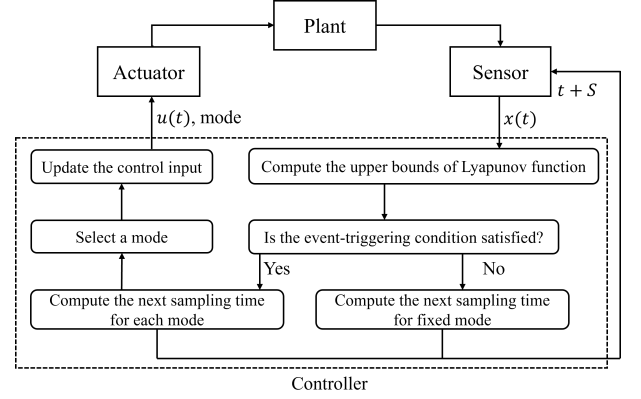 Plant
Actuator
Sensor
t + S
u(t), mode
x(t)
Update the control input
Compute the upper bounds of Lyapunov function
Select a mode
Is the event-triggering condition satisfied?
Yes
No
Compute the next sampling time
for each mode
Compute the next sampling time
for fixed mode
Controller